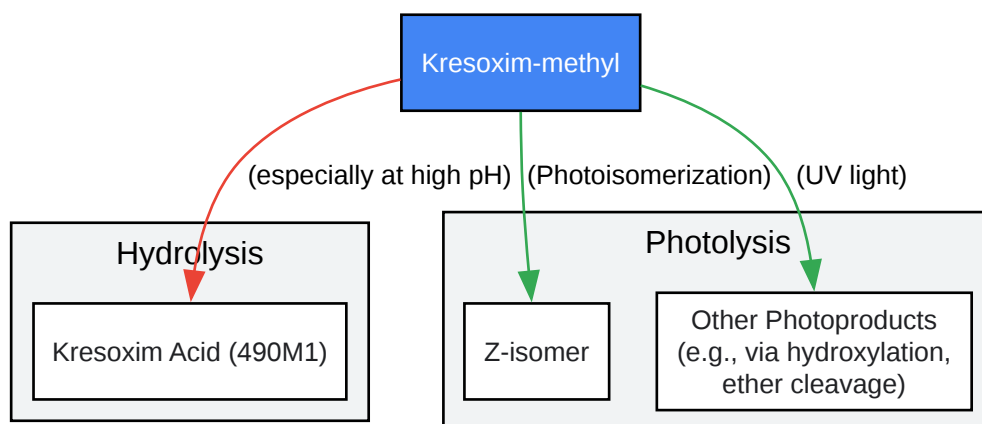 Kresoxim-methyl
(especially at high pH)
(Photoisomerization)
(UV light)
Hydrolysis
Photolysis
Kresoxim Acid (490M1)
Z-isomer
Other Photoproducts
(e.g., via hydroxylation,
ether cleavage)